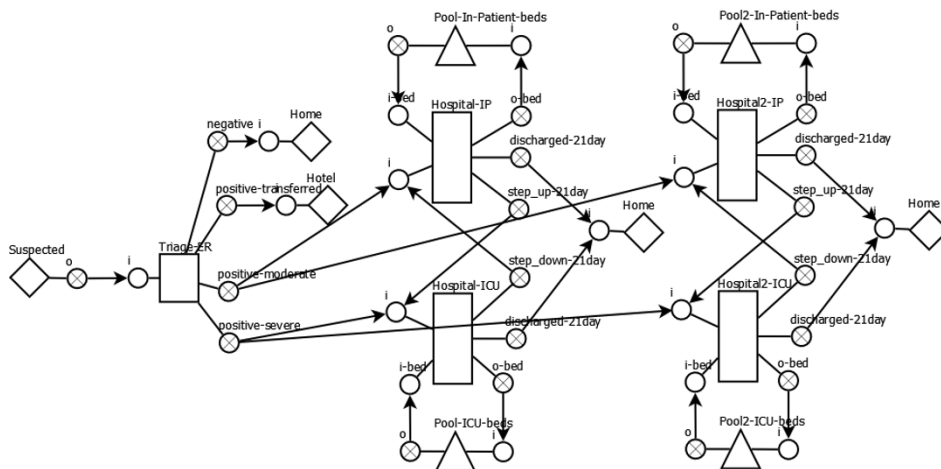 Pool-In-Patient-beds
Pool2-In-Patient-beds
o
i
o
i
i-bed
Hospital-IP
o-bed
i-bed
Hospital2-IP
o-bed
negative
i
Home
discharged-21day
discharged-21day
positive-transferred
Hotel
i
step_up-21day
i
step_up-21day
Suspected
o
i
Triage-ER
i
Home
i
Home
positive-moderate
step_down-21day
step_down-21day
i
Hospital-ICU
i
Hospital2-ICU
positive-severe
discharged-21day
discharged-21day
i-bed
o-bed
i-bed
o-bed
Pool-ICU-beds
Pool2-ICU-beds
o
i
o
i